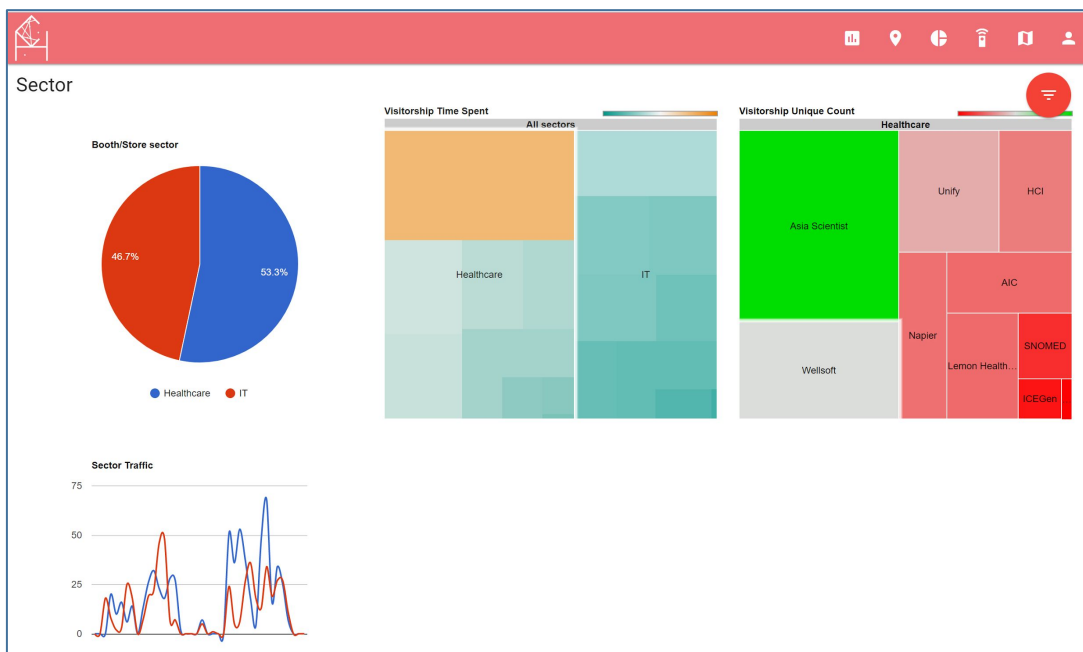 Sector
Booth/Store sector
46.7%
53.3%
Healthcare
IT
Visitorship Time Spent
All sectors
Healthcare
IT
Visitorship Unique Count
Healthcare
Asia Scientist
Unify
HCI
AIC
Napier
Wellsoft
Lemon Health...
SNOMED
ICEGen
Sector Traffic
75
50
25
0